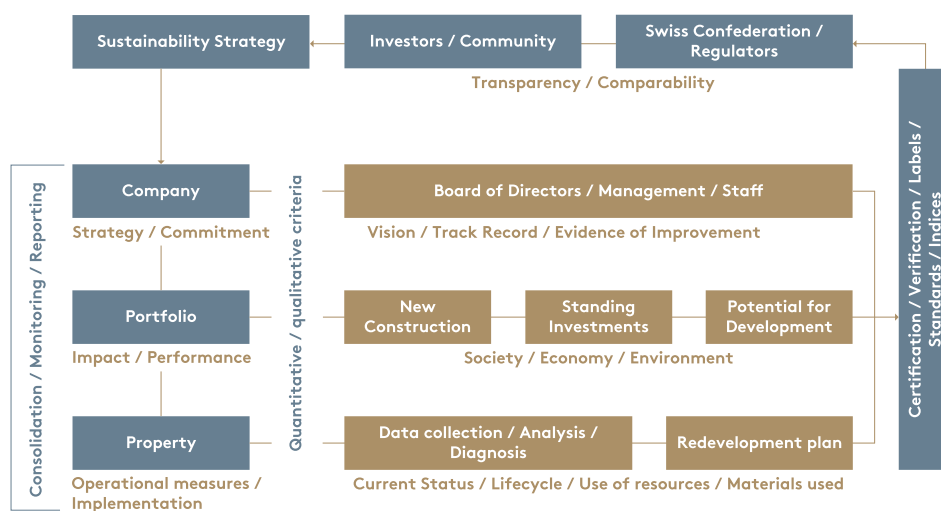 Sustainability Strategy
Investors / Community
Swiss Confederation /
Regulators
Transparency / Comparability
Certification / Verification / Labels /
Standards / Indices
Consolidation / Monitoring / Reporting
Company
Strategy / Commitment
Quantitative / qualitative criteria
Board of Directors / Management / Staff
Vision / Track Record / Evidence of Improvement
Portfolio
Impact / Performance
New
Construction
Standing
Investments
Potential for
Development
Society / Economy / Environment
Property
Operational measures /
Implementation
Data collection / Analysis /
Diagnosis
Redevelopment plan
Current Status / Lifecycle / Use of resources / Materials used